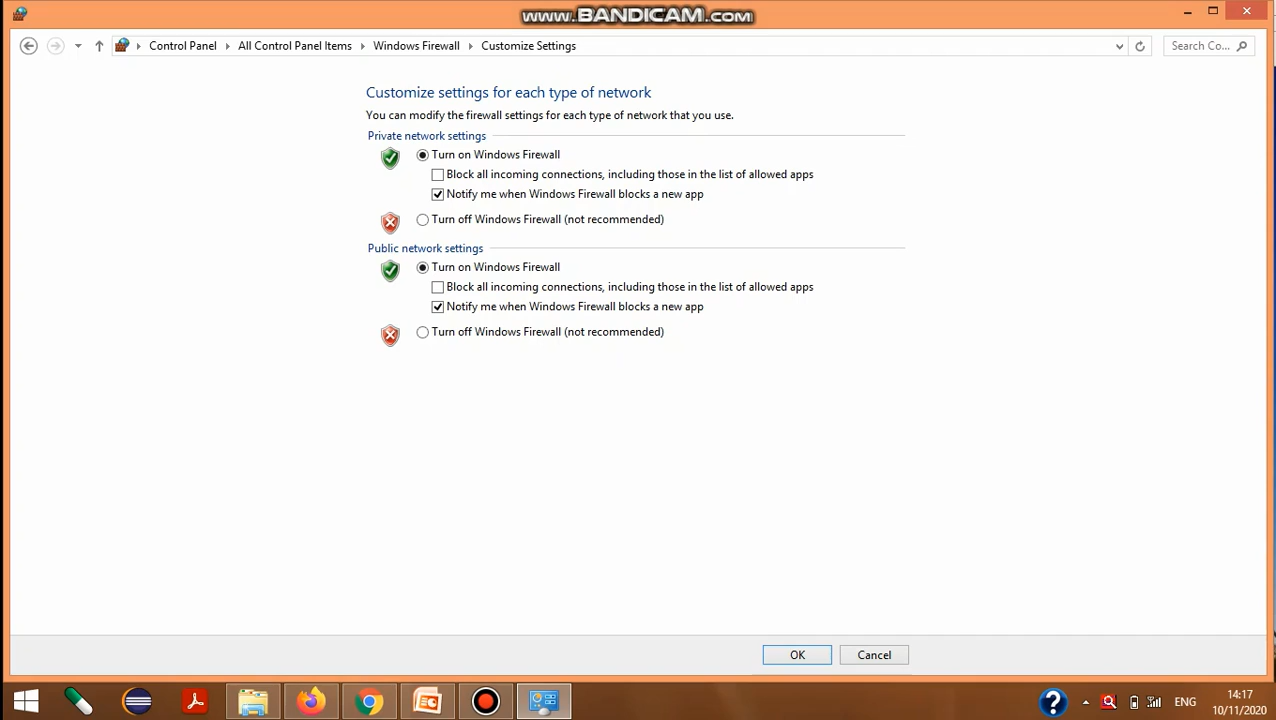 www.BANDICAM.com
Control Panel
All Control Panel Items
Windows Firewall
Customize Settings
Search Co...
Customize settings for each type of network
You can modify the firewall settings for each type of network that you use.
Private network settings
Turn on Windows Firewall
Block all incoming connections, including those in the list of allowed apps
Notify me when Windows Firewall blocks a new app
Turn off Windows Firewall (not recommended)
Public network settings
Turn on Windows Firewall
Block all incoming connections, including those in the list of allowed apps
Notify me when Windows Firewall blocks a new app
Turn off Windows Firewall (not recommended)
OK
Cancel
ENG
14:17
10/11/2020